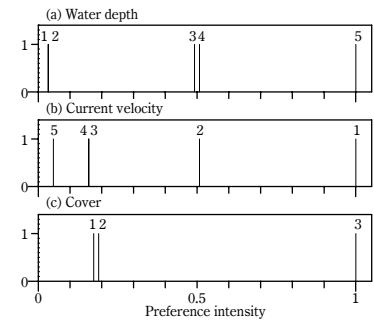 (a) Water depth
1 2 3 4 5
1
0
(b) Current velocity
5 4 3 2 1
1
0
(c) Cover
1 2 3
1
0
0 0.5 1
Preference intensity